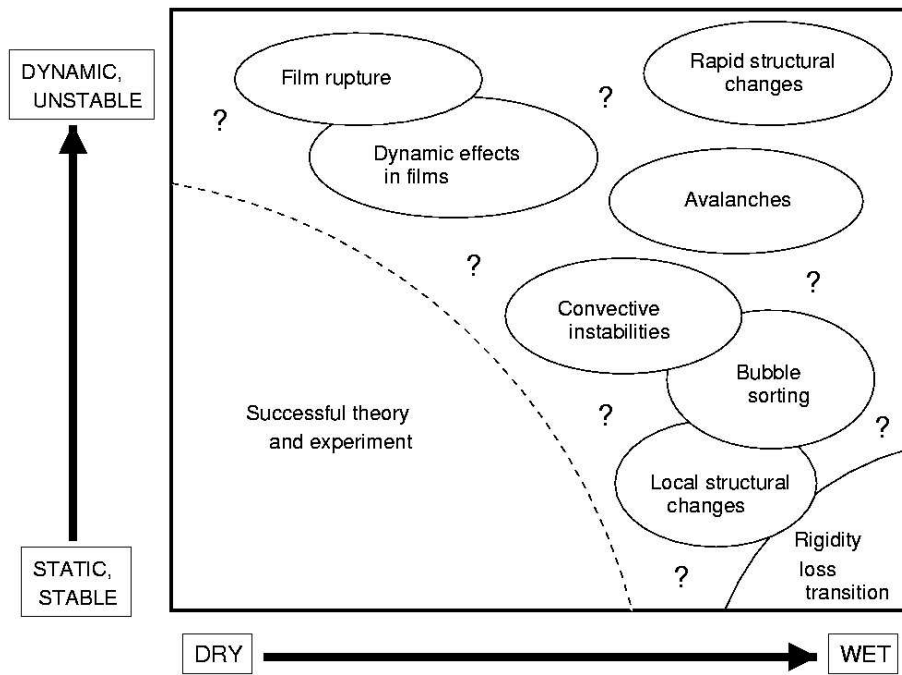 DYNAMIC,
UNSTABLE
Film rupture
Rapid structural
changes
?
?
Dynamic effects
in films
Avalanches
?
?
Convective
instabilities
Bubble
sorting
Successful theory
and experiment
?
?
Local structural
changes
Rigidity
loss
transition
?
STATIC,
STABLE
DRY
WET